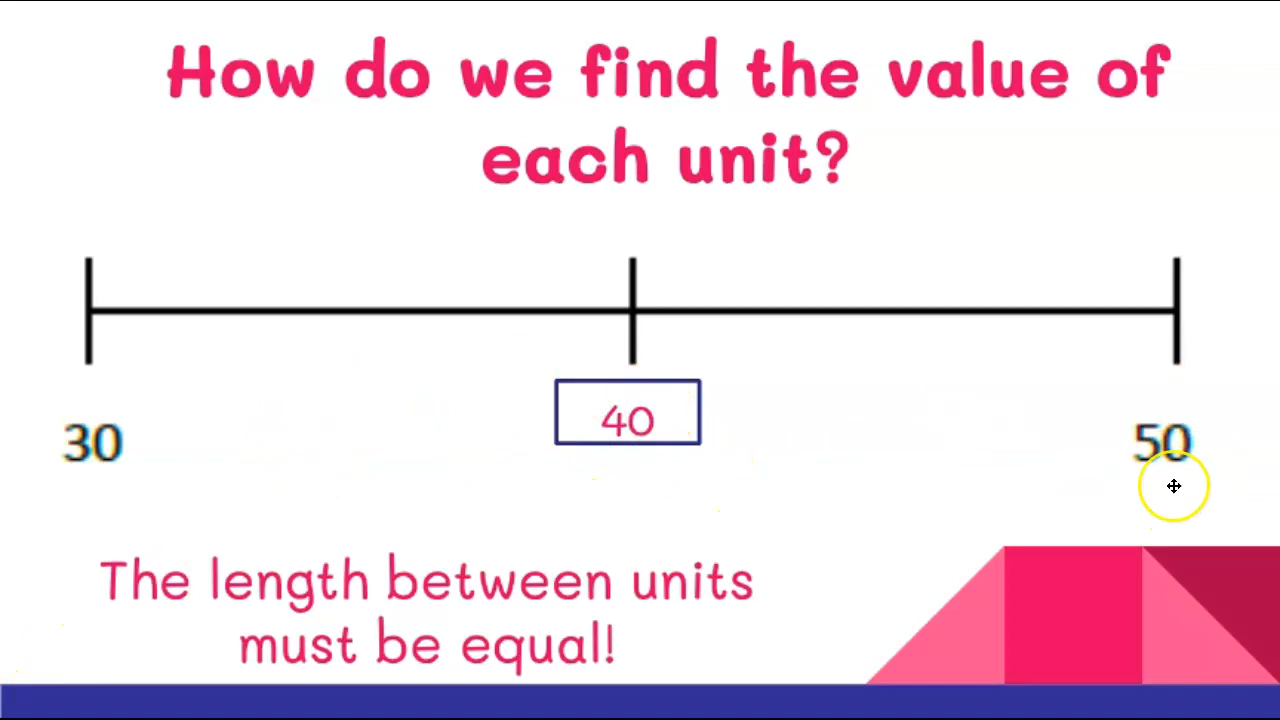 How do we find the value of
each unit?
40
30
50
The length between units
must be equal!